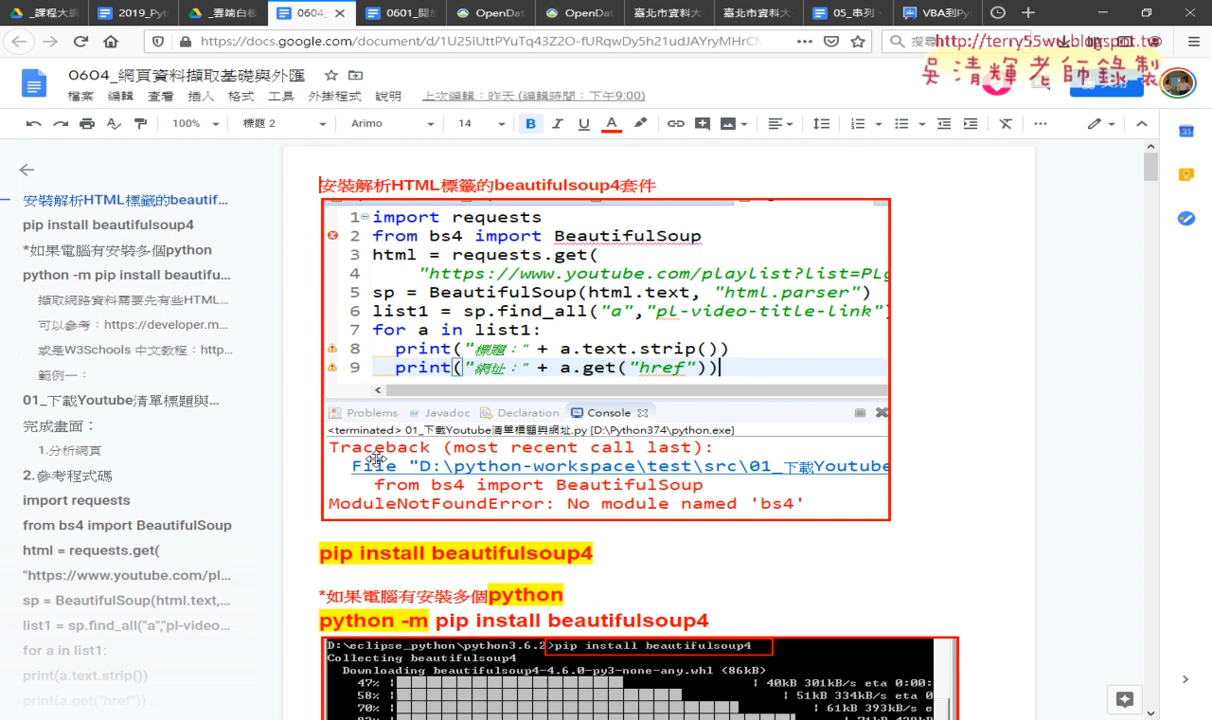 _課程大綱
2019_Pyt
_雲端白板
0604_
0601_開
OpenDat
OpenDat
臺北市資料大
臺北市資料大
05_串列
VBA到Py
https://docs.google.com/document/d/1U25iUttPYuTq43Z2O-fURqwDy5h21udJAYryMHrCM
搜尋
http://terry55wu.blogspot.tw
吳清輝老師錄製
0604_網頁資料擷取基礎與外匯
檔案 編輯 查看 插入 格式 工具 外掛程式 說明 上次編輯：昨天 (編輯時間：下午9:00)
100% 標題 2 Arimo 14 B I U A
安裝解析HTML標籤的beautif...
pip install beautifulsoup4
*如果電腦有安裝多個python
python -m pip install beautifu...
擷取網路資料需要先有些HTML...
可以參考：https://developer.m...
或是W3Schools 中文教程：http...
範例一：
01_下載Youtube清單標題與...
完成畫面：
1.分析網頁
2.參考程式碼
import requests
from bs4 import BeautifulSoup
html = requests.get(
"https://www.youtube.com/pl...
sp = BeautifulSoup(html.text,...
list1 = sp.find_all("a","pl-video...
for a in list1:
print(a.text.strip())
print(a.get("href"))
安裝解析HTML標籤的beautifulsoup4套件
1 import requests
2 from bs4 import BeautifulSoup
3 html = requests.get(
4 "https://www.youtube.com/playlist?list=PLg
5 sp = BeautifulSoup(html.text, "html.parser")
6 list1 = sp.find_all("a","pl-video-title-link"
7 for a in list1:
8 print("標題：" + a.text.strip())
9 print("網址：" + a.get("href"))
Problems @ Javadoc Declaration Console
<terminated> 01_下載Youtube清單標題與網址.py [D:\Python374\python.exe]
Traceback (most recent call last):
File "D:\python-workspace\test\src\01_下載Youtube
from bs4 import BeautifulSoup
ModuleNotFoundError: No module named 'bs4'
pip install beautifulsoup4
*如果電腦有安裝多個python
python -m pip install beautifulsoup4
D:\eclipse_python\python3.6.2>pip install beautifulsoup4
Collecting beautifulsoup4
Downloading beautifulsoup4-4.6.0-py3-none-any.whl (86kB)
47% | 40kB 301kB/s eta 0:00:
58% | 51kB 334kB/s eta 0
70% | 61kB 393kB/s e